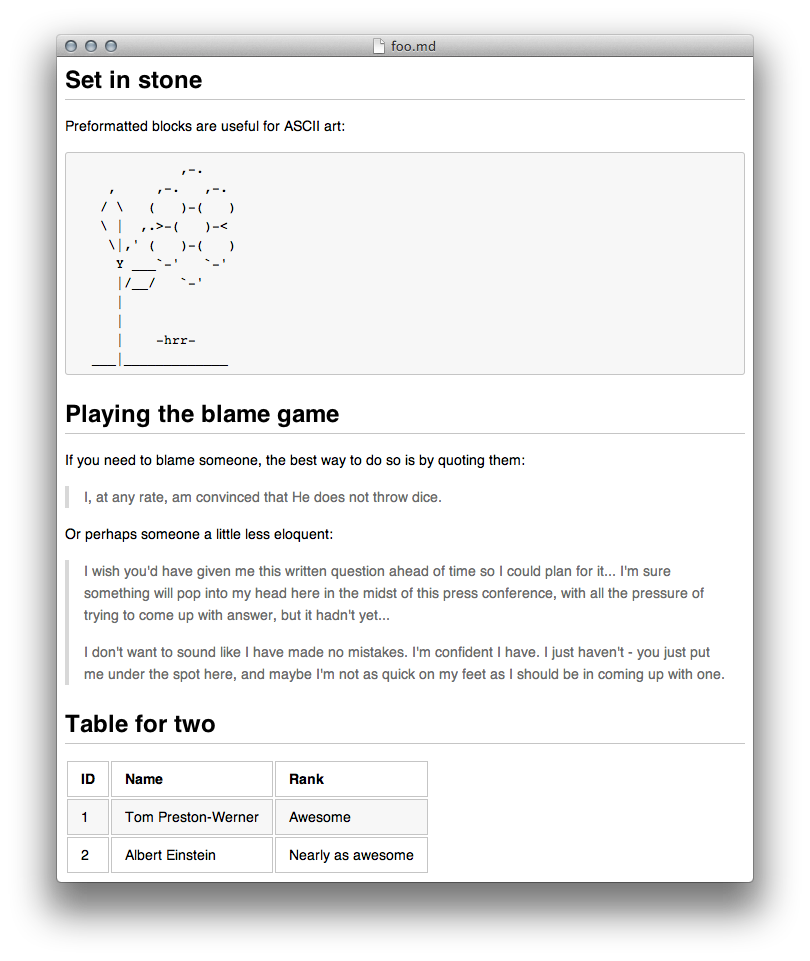 foo.md
Set in stone
Preformatted blocks are useful for ASCII art:
             ,-.
    ,     ,-.   ,-.
   / \   (   )-(   )
   \ |  ,.>-(   )-<
    \|,' (   )-(   )
     Y ___`-'   `-'
     |/__/   `-'
     |
     |
     |    -hrr-
  ___|_____________
Playing the blame game
If you need to blame someone, the best way to do so is by quoting them:
I, at any rate, am convinced that He does not throw dice.
Or perhaps someone a little less eloquent:
I wish you'd have given me this written question ahead of time so I could plan for it... I'm sure
something will pop into my head here in the midst of this press conference, with all the pressure of
trying to come up with answer, but it hadn't yet...
I don't want to sound like I have made no mistakes. I'm confident I have. I just haven't - you just put
me under the spot here, and maybe I'm not as quick on my feet as I should be in coming up with one.
Table for two
ID Name Rank
1 Tom Preston-Werner Awesome
2 Albert Einstein Nearly as awesome